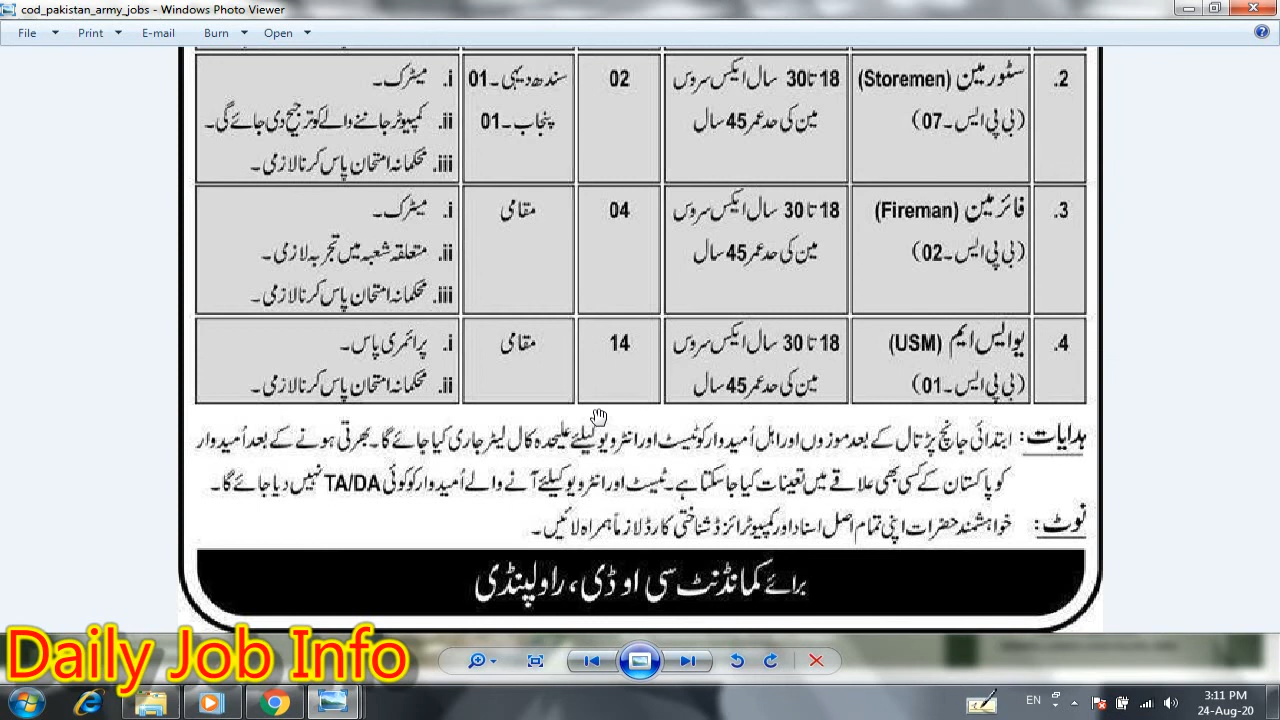 cod_pakistan_army_jobs - Windows Photo Viewer
File Print E-mail Burn Open
2. سٹور مین (Storemen) 18 تا 30 سال ایکس سروس 02 سندھ دیہی۔01 i. میٹرک۔
(بی پی ایس۔07) مین کی حد عمر 45 سال پنجاب۔01 ii. کمپیوٹر جاننے والے کو ترجیح دی جائے گی۔
iii. محکمانہ امتحان پاس کرنا لازمی۔
3. فائر مین (Fireman) 18 تا 30 سال ایکس سروس 04 مقامی i. میٹرک۔
(بی پی ایس۔02) مین کی حد عمر 45 سال ii. متعلقہ شعبہ میں تجربہ لازمی۔
iii. محکمانہ امتحان پاس کرنا لازمی۔
4. یو ایس ایم (USM) 18 تا 30 سال ایکس سروس 14 مقامی i. پرائمری پاس۔
(بی پی ایس۔01) مین کی حد عمر 45 سال ii. محکمانہ امتحان پاس کرنا لازمی۔
ہدایات: ابتدائی جانچ پڑتال کے بعد موزوں اور اہل اُمیدوار کو ٹیسٹ اور انٹرویو کیلئے علیحدہ کال لیٹر جاری کیا جائے گا۔ بھرتی ہونے کے بعد اُمیدوار
کو پاکستان کے کسی بھی علاقے میں تعینات کیا جا سکتا ہے۔ ٹیسٹ اور انٹرویو کیلئے آنے والے اُمیدوار کو کوئی TA/DA نہیں دیا جائے گا۔
نوٹ: خواہشمند حضرات اپنی تمام اصل اسناد اور کمپیوٹرائزڈ شناختی کارڈ لازماً ہمراہ لائیں۔
برائے کمانڈنٹ سی او ڈی، راولپنڈی
Daily Job Info
EN
3:11 PM
24-Aug-20